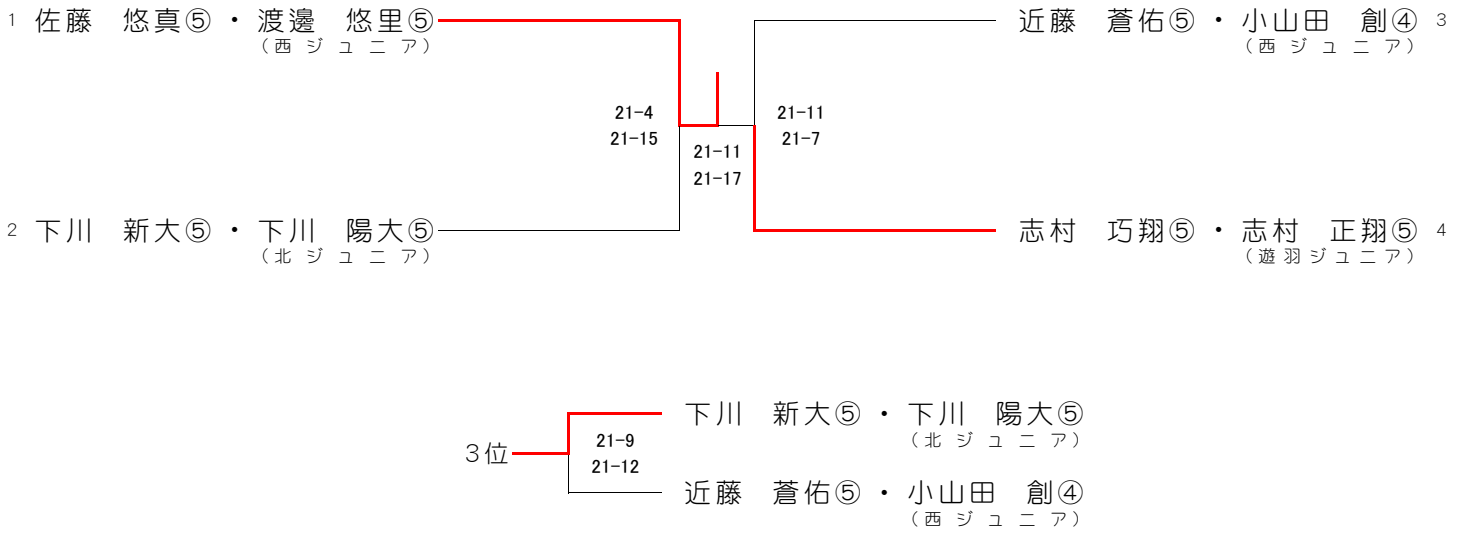 1 佐藤 悠真⑤・渡邊 悠里⑤
(西ジュニア)
近藤 蒼佑⑤・小山田 創④ 3
(西ジュニア)
21-4
21-15
21-11
21-7
21-11
21-17
2 下川 新大⑤・下川 陽大⑤
(北ジュニア)
志村 巧翔⑤・志村 正翔⑤ 4
(遊羽ジュニア)
3位
下川 新大⑤・下川 陽大⑤
(北ジュニア)
21-9
21-12
近藤 蒼佑⑤・小山田 創④
(西ジュニア)